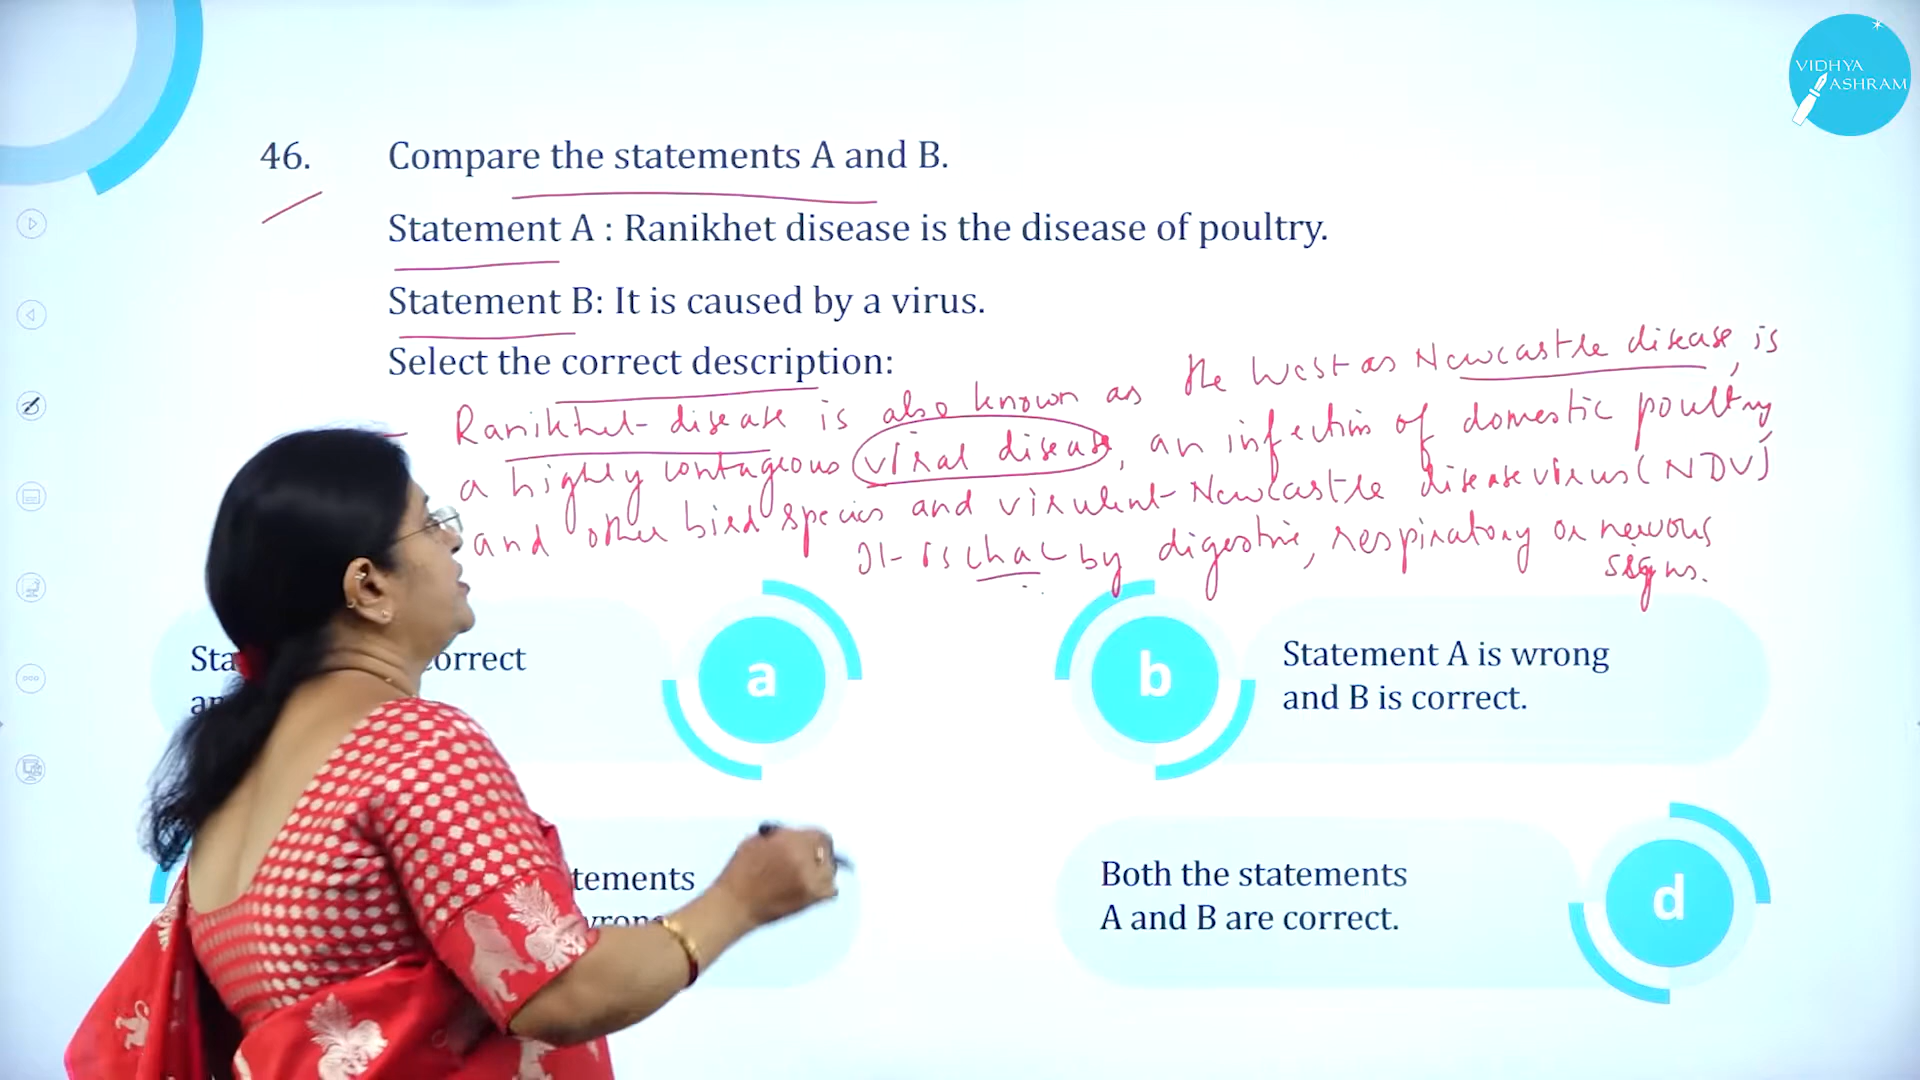 VIDHYA
ASHRAM
46. Compare the statements A and B.
Statement A : Ranikhet disease is the disease of poultry.
Statement B: It is caused by a virus.
Select the correct description:
Ranikhet disease is also known as the West as Newcastle disease, is
a highly contagious viral disease, an infection of domestic poultry
and other bird species and virulent Newcastle disease virus (NDV)
It is chac by digestive, respiratory or nervous
signs.
Sta orrect
a
b
Statement A is wrong
and B is correct.
tements
wrong
Both the statements
A and B are correct.
d